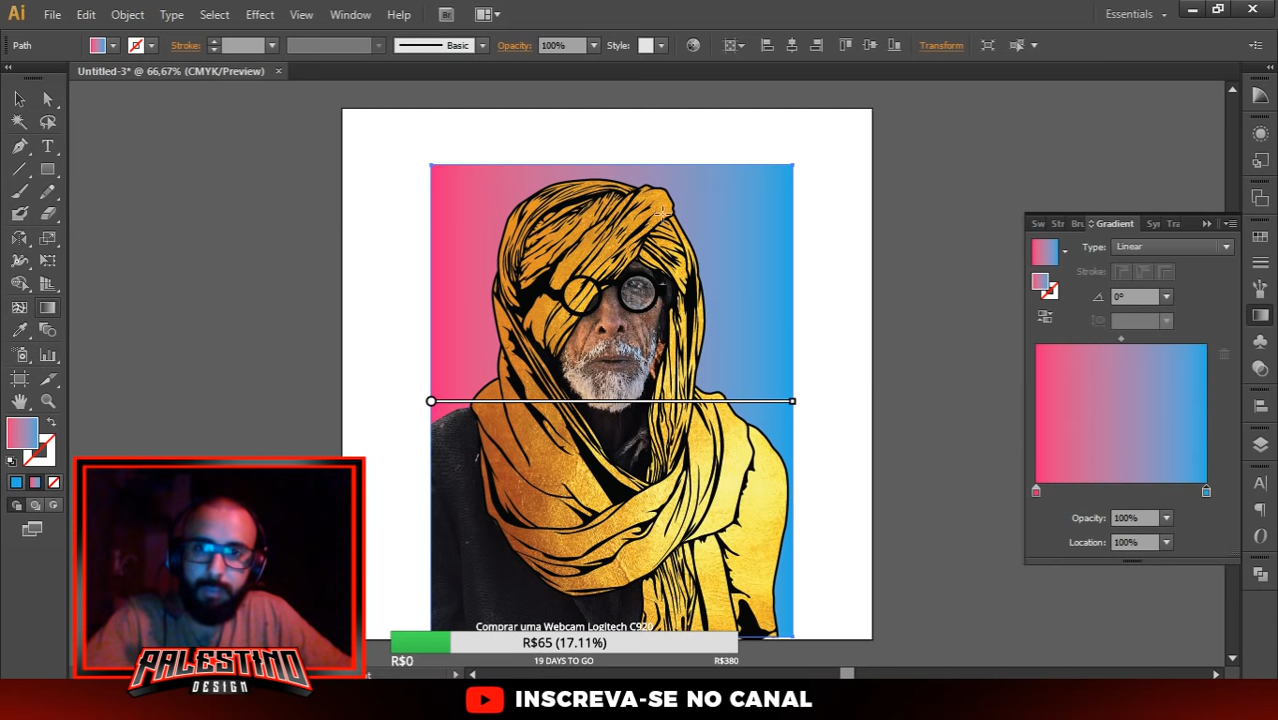 Ai File Edit Object Type Select Effect View Window Help Br Essentials
Path Stroke: Basic Opacity: 100% Style: Transform
Untitled-3* @ 66,67% (CMYK/Preview)
Sw Str Bru Gradient Syr Tra
Type: Linear
Stroke:
0°
Opacity: 100%
Location: 100%
PALESTINO
DESIGN
Comprar uma Webcam Logitech C920
R$65 (17.11%)
R$0 19 DAYS TO GO R$380
INSCREVA-SE NO CANAL